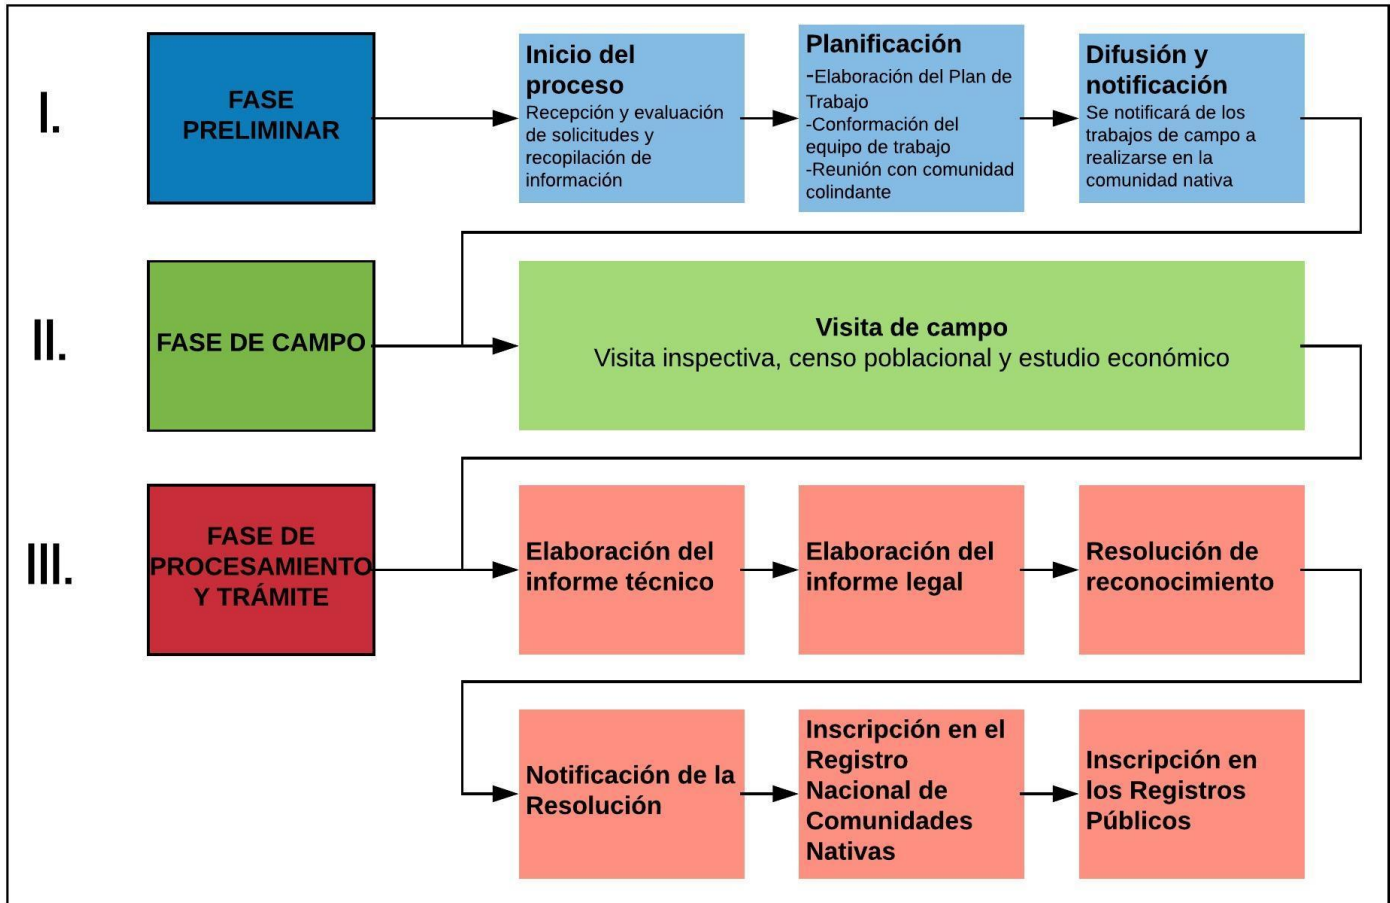 I.
FASE
PRELIMINAR
Inicio del
proceso
Recepción y evaluación
de solicitudes y
recopilación de
información
Planificación
-Elaboración del Plan de
Trabajo
-Conformación del
equipo de trabajo
-Reunión con comunidad
colindante
Difusión y
notificación
Se notificará de los
trabajos de campo a
realizarse en la
comunidad nativa
II.
FASE DE CAMPO
Visita de campo
Visita inspectiva, censo poblacional y estudio económico
III.
FASE DE
PROCESAMIENTO
Y TRÁMITE
Elaboración del
informe técnico
Elaboración del
informe legal
Resolución de
reconocimiento
Notificación de la
Resolución
Inscripción en el
Registro
Nacional de
Comunidades
Nativas
Inscripción en
los Registros
Públicos